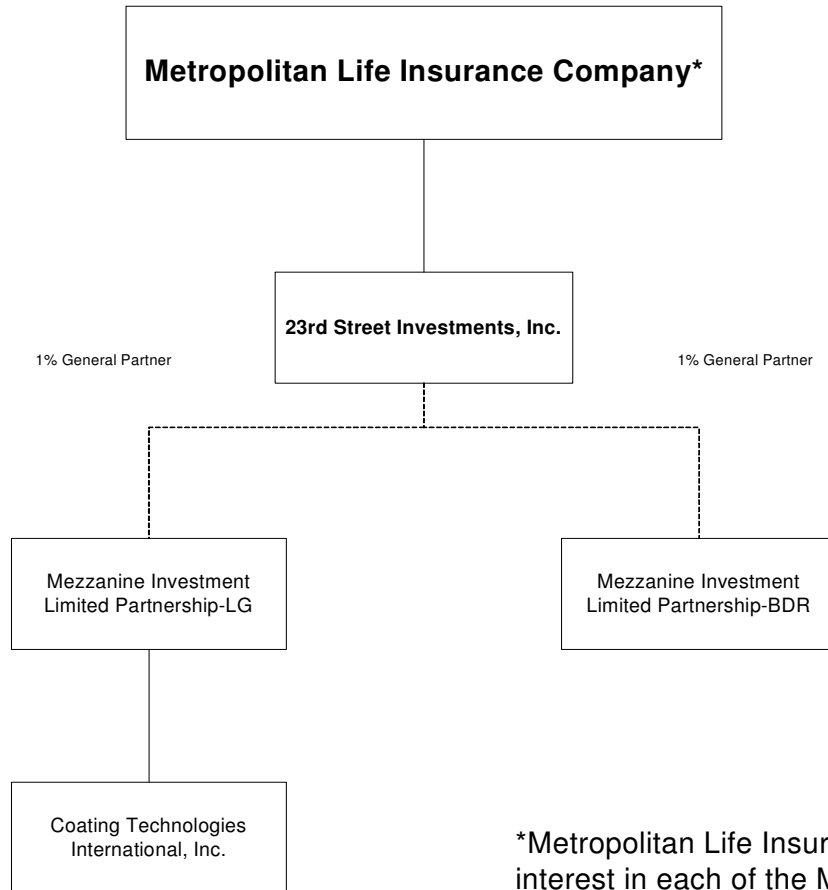 Metropolitan Life Insurance Company*
23rd Street Investments, Inc.
1% General Partner
1% General Partner
Mezzanine Investment
Limited Partnership-LG
Mezzanine Investment
Limited Partnership-BDR
Coating Technologies
International, Inc.
*Metropolitan Life
interest in each of the